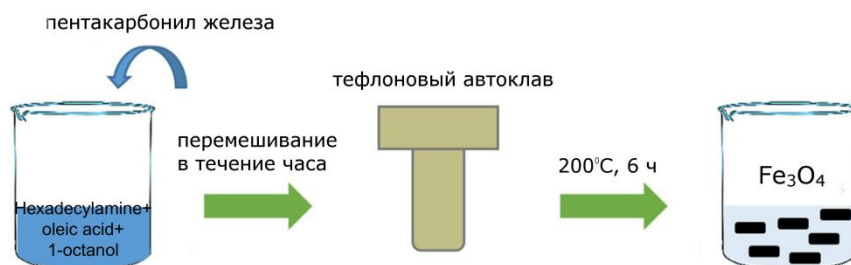 пентакарбонил железа
тефлоновый автоклав
перемешивание
в течение часа
200°C, 6 ч
Fe₃O₄
Hexadecylamine+
oleic acid+
1-octanol